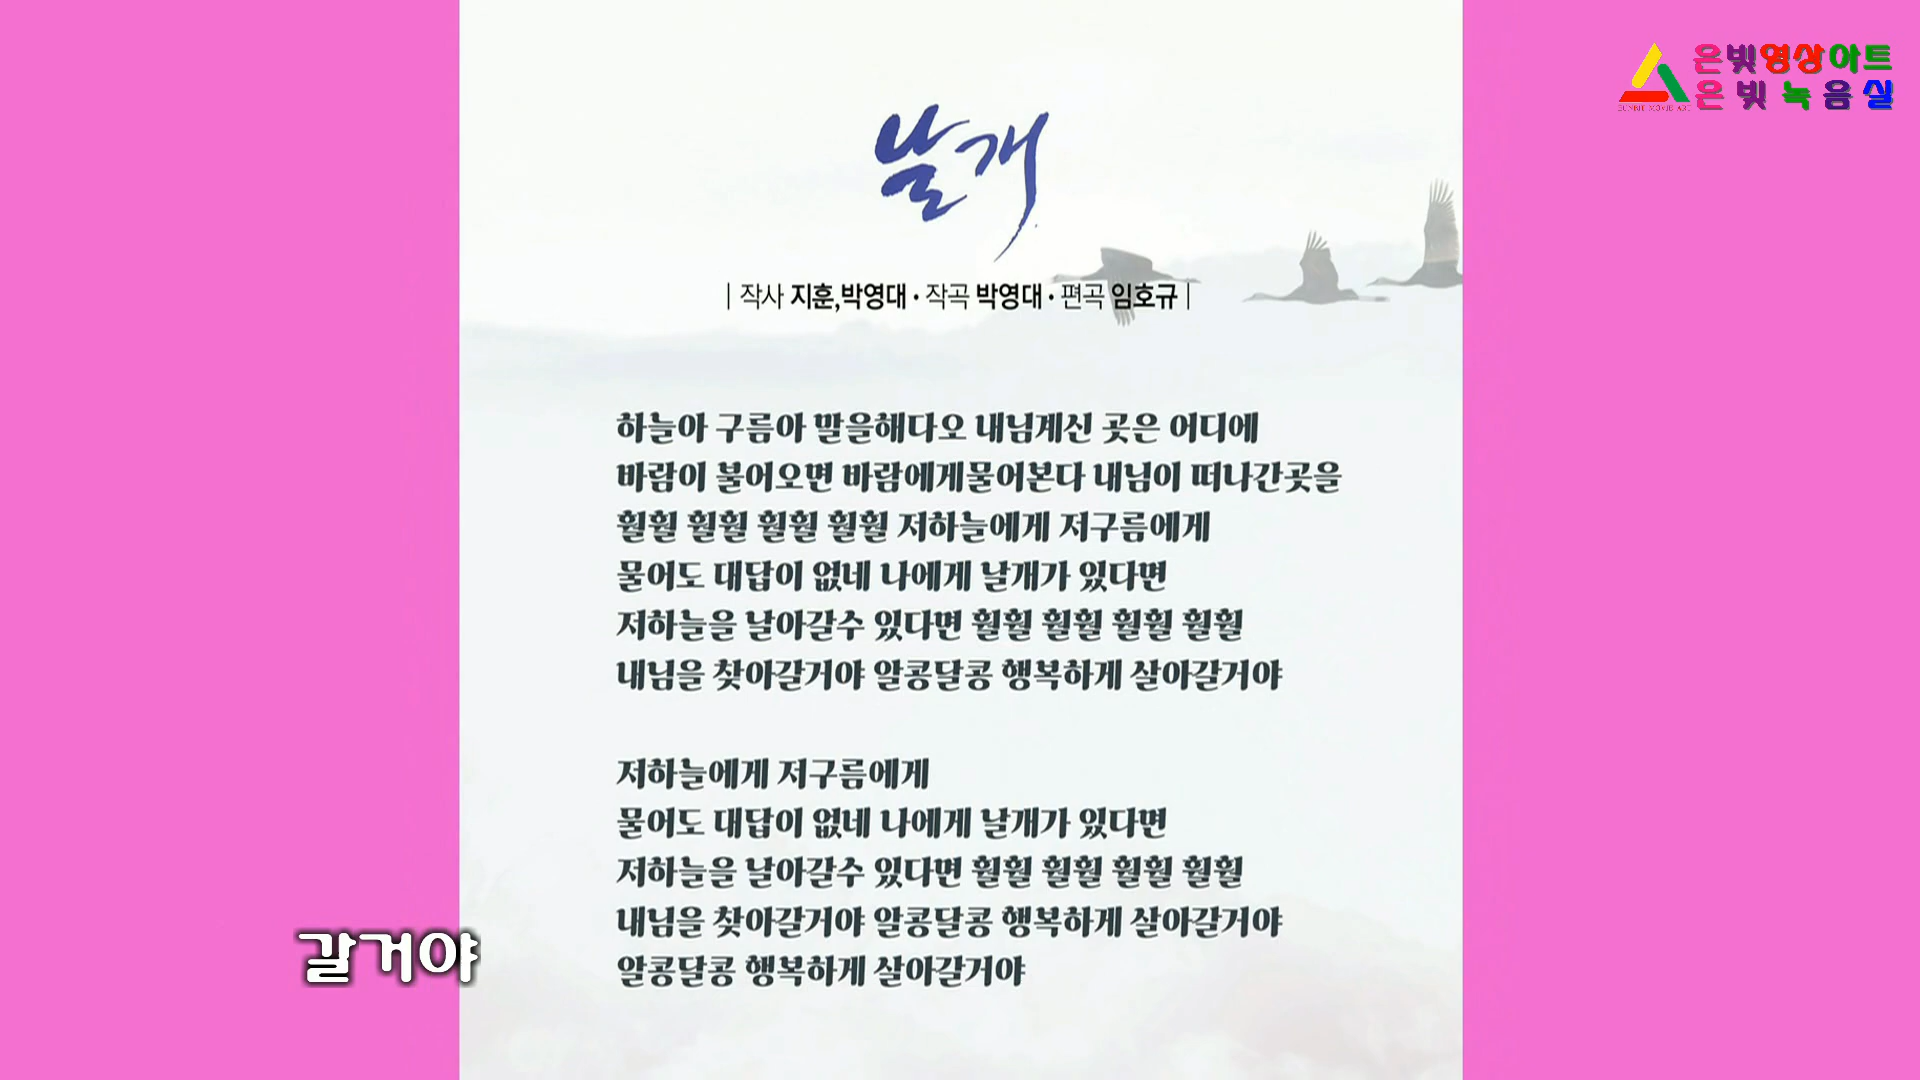 은빛영상아트
은빛녹음실
EUNBIT MOVIE ART
날개
| 작사 지훈,박영대 · 작곡 박영대 · 편곡 임호규 |
하늘아 구름아 말을해다오 내님계신 곳은 어디에
바람이 불어오면 바람에게물어본다 내님이 떠나간곳을
훨훨 훨훨 훨훨 훨훨 저하늘에게 저구름에게
물어도 대답이 없네 나에게 날개가 있다면
저하늘을 날아갈수 있다면 훨훨 훨훨 훨훨 훨훨
내님을 찾아갈거야 알콩달콩 행복하게 살아갈거야
저하늘에게 저구름에게
물어도 대답이 없네 나에게 날개가 있다면
저하늘을 날아갈수 있다면 훨훨 훨훨 훨훨 훨훨
내님을 찾아갈거야 알콩달콩 행복하게 살아갈거야
알콩달콩 행복하게 살아갈거야
갈거야